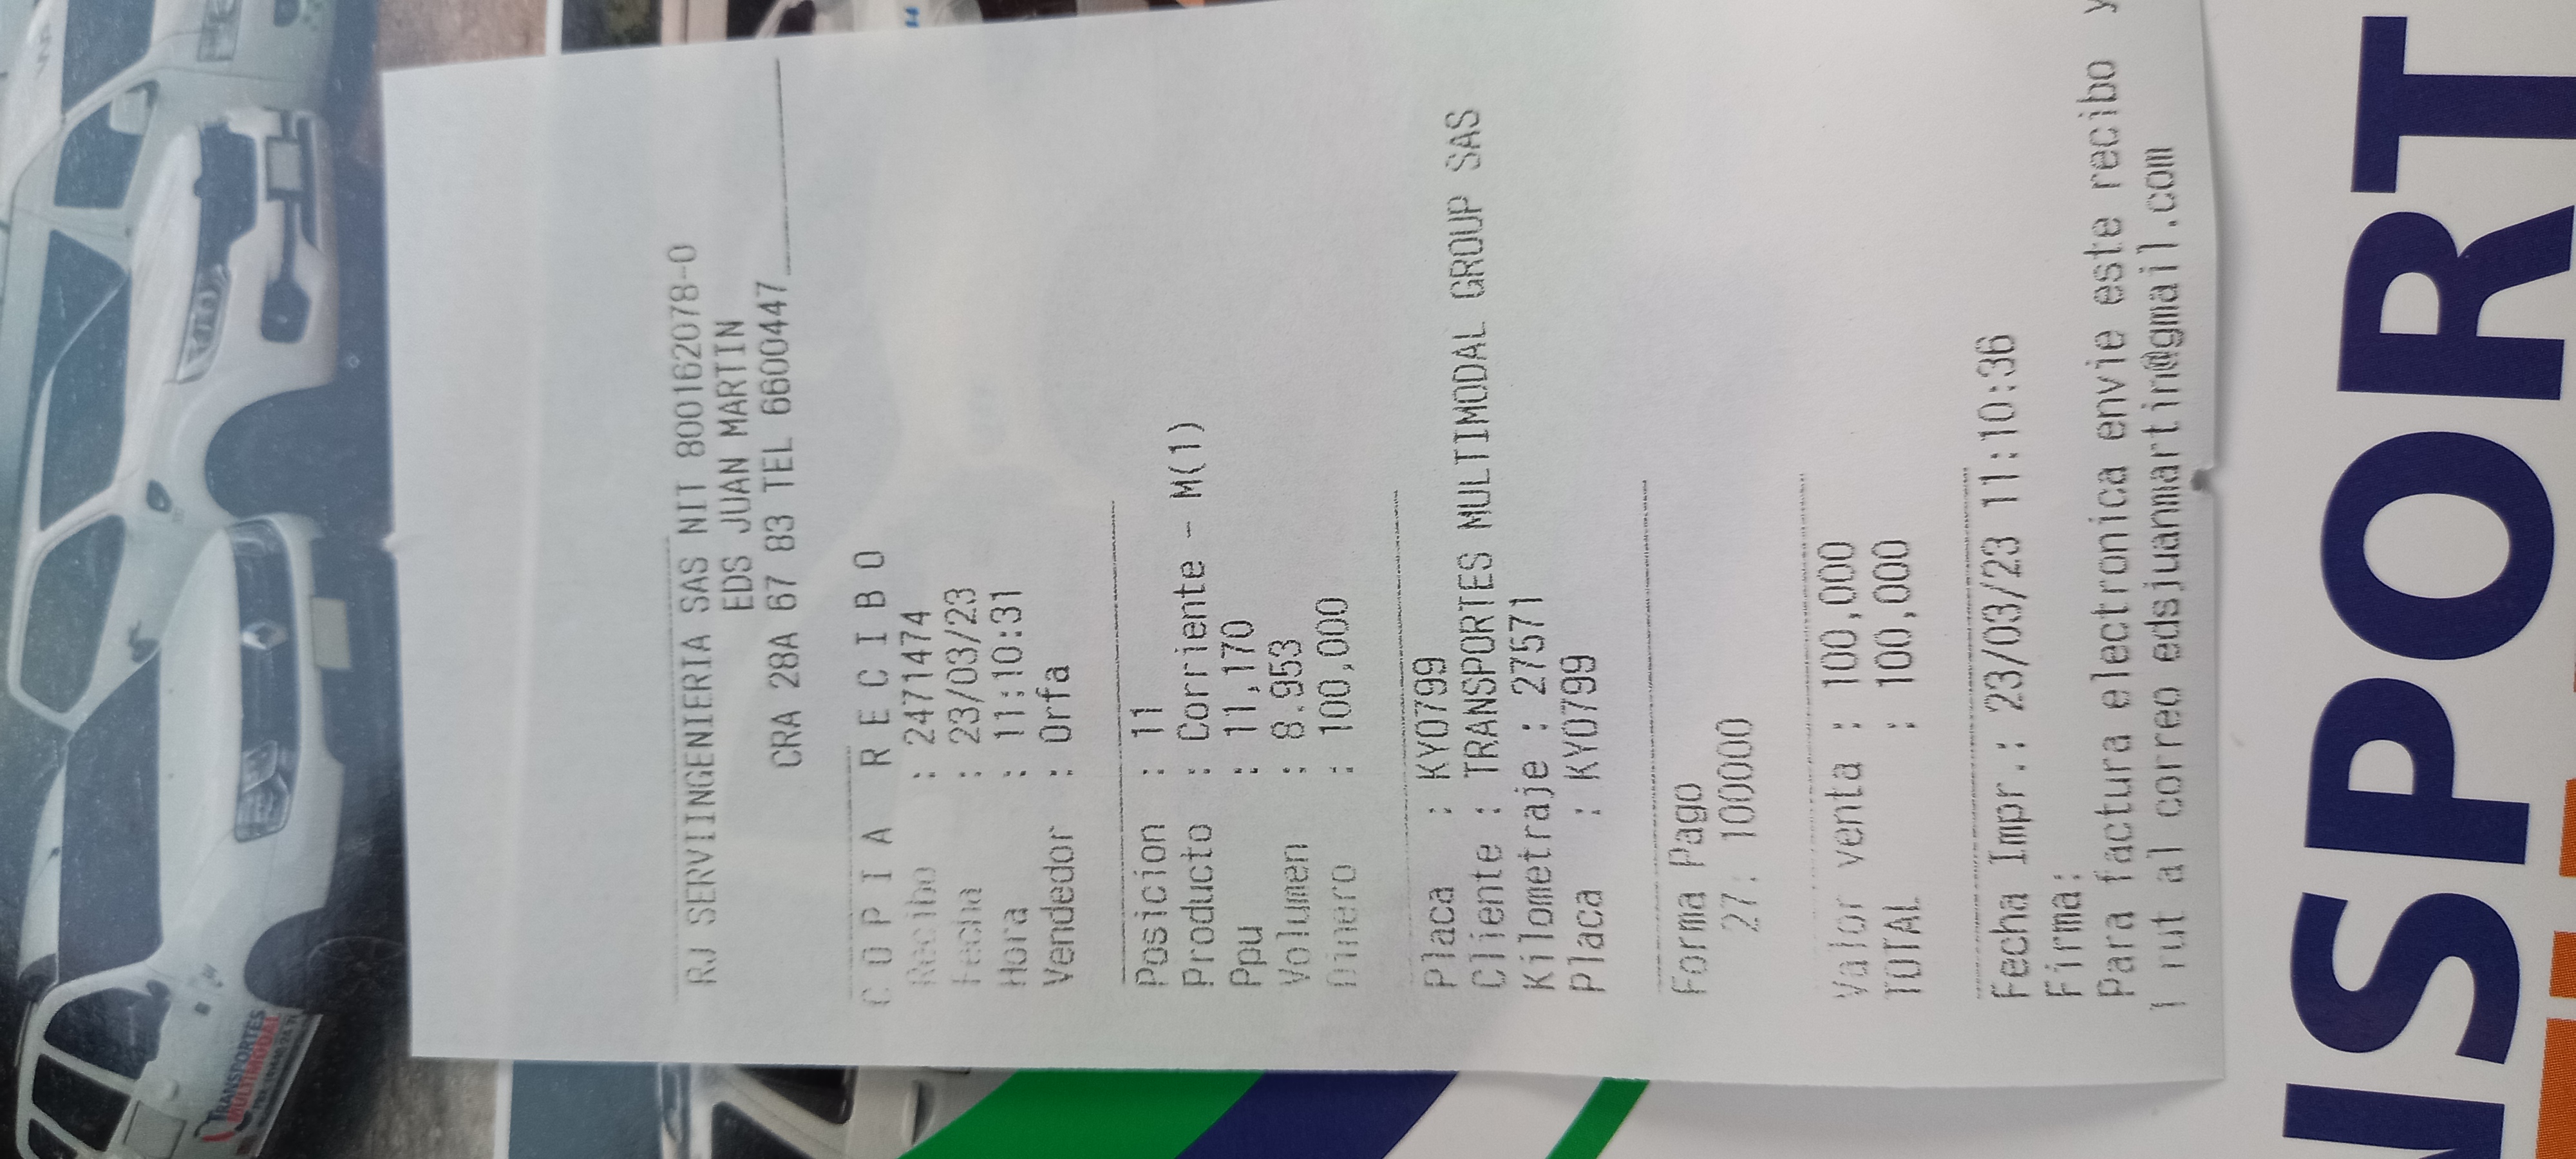 RJ SERVIINGENIERIA SAS NIT 800162078-0
EDS JUAN MARTIN
CRA 28A 67 83 TEL 6600447
C O P I A  R E C I B O
Recibo : 2471474
Fecha : 23/03/23
Hora : 11:10:31
Vendedor : Orfa
Posicion : 11
Producto : Corriente - M(1)
Ppu : 11,170
Volumen : 8.953
Dinero : 100,000
Placa : KYO799
Cliente : TRANSPORTES MULTIMODAL GROUP SAS
Kilometraje : 27571
Placa : KYO799
Forma Pago
27: 100000
Valor venta : 100,000
TOTAL : 100,000
Fecha Impr.: 23/03/23 11:10:36
Firma:
Para factura electronica envie este recibo y
rut al correo edsjuanmartin@gmail.com
NSPORT
TRANSPORTES
MULTIMODAL